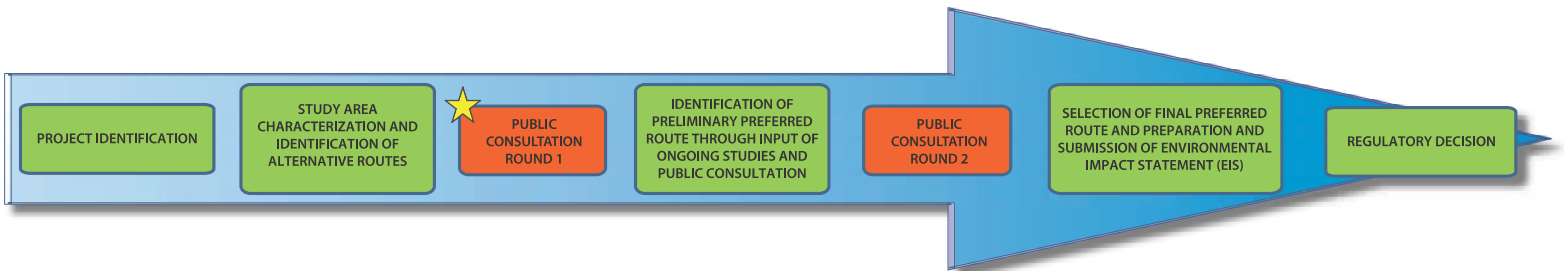 PROJECT IDENTIFICATION
STUDY AREA
CHARACTERIZATION AND
IDENTIFICATION OF
ALTERNATIVE ROUTES
PUBLIC
CONSULTATION
ROUND 1
IDENTIFICATION OF
PRELIMINARY PREFERRED
ROUTE THROUGH INPUT OF
ONGOING STUDIES AND
PUBLIC CONSULTATION
PUBLIC
CONSULTATION
ROUND 2
SELECTION OF FINAL PREFERRED
ROUTE AND PREPARATION AND
SUBMISSION OF ENVIRONMENTAL
IMPACT STATEMENT (EIS)
REGULATORY DECISION